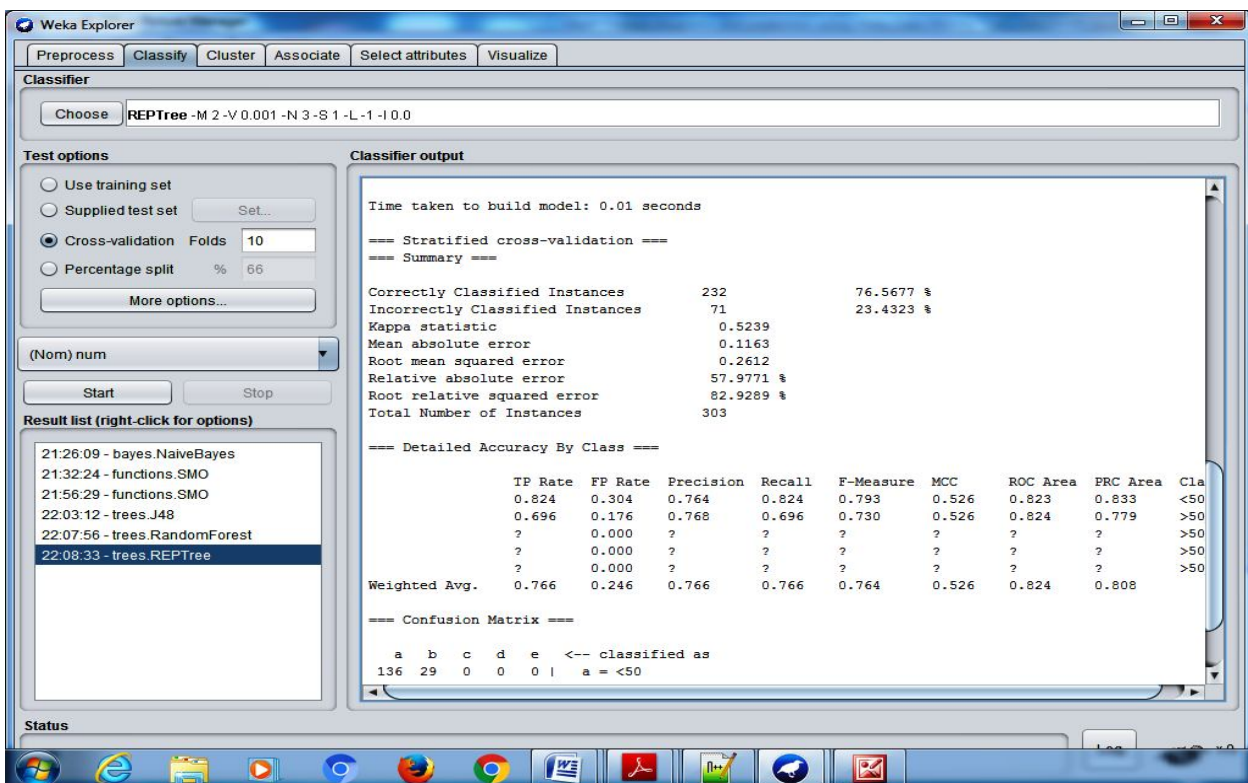 Weka Explorer
Preprocess Classify Cluster Associate Select attributes Visualize
Classifier
Choose REPTree -M 2 -V 0.001 -N 3 -S 1 -L -1 -I 0.0
Test options
Use training set
Supplied test set Set...
Cross-validation Folds 10
Percentage split % 66
More options...
(Nom) num
Start Stop
Result list (right-click for options)
21:26:09 - bayes.NaiveBayes
21:32:24 - functions.SMO
21:56:29 - functions.SMO
22:03:12 - trees.J48
22:07:56 - trees.RandomForest
22:08:33 - trees.REPTree
Classifier output
Time taken to build model: 0.01 seconds
=== Stratified cross-validation ===
=== Summary ===
Correctly Classified Instances 232 76.5677 %
Incorrectly Classified Instances 71 23.4323 %
Kappa statistic 0.5239
Mean absolute error 0.1163
Root mean squared error 0.2612
Relative absolute error 57.9771 %
Root relative squared error 82.9289 %
Total Number of Instances 303
=== Detailed Accuracy By Class ===
TP Rate FP Rate Precision Recall F-Measure MCC ROC Area PRC Area Cla
0.824 0.304 0.764 0.824 0.793 0.526 0.823 0.833 <50
0.696 0.176 0.768 0.696 0.730 0.526 0.824 0.779 >50
? 0.000 ? ? ? ? ? ? >50
? 0.000 ? ? ? ? ? ? >50
? 0.000 ? ? ? ? ? ? >50
Weighted Avg. 0.766 0.246 0.766 0.766 0.764 0.526 0.824 0.808
=== Confusion Matrix ===
a b c d e <-- classified as
136 29 0 0 0 | a = <50
Status